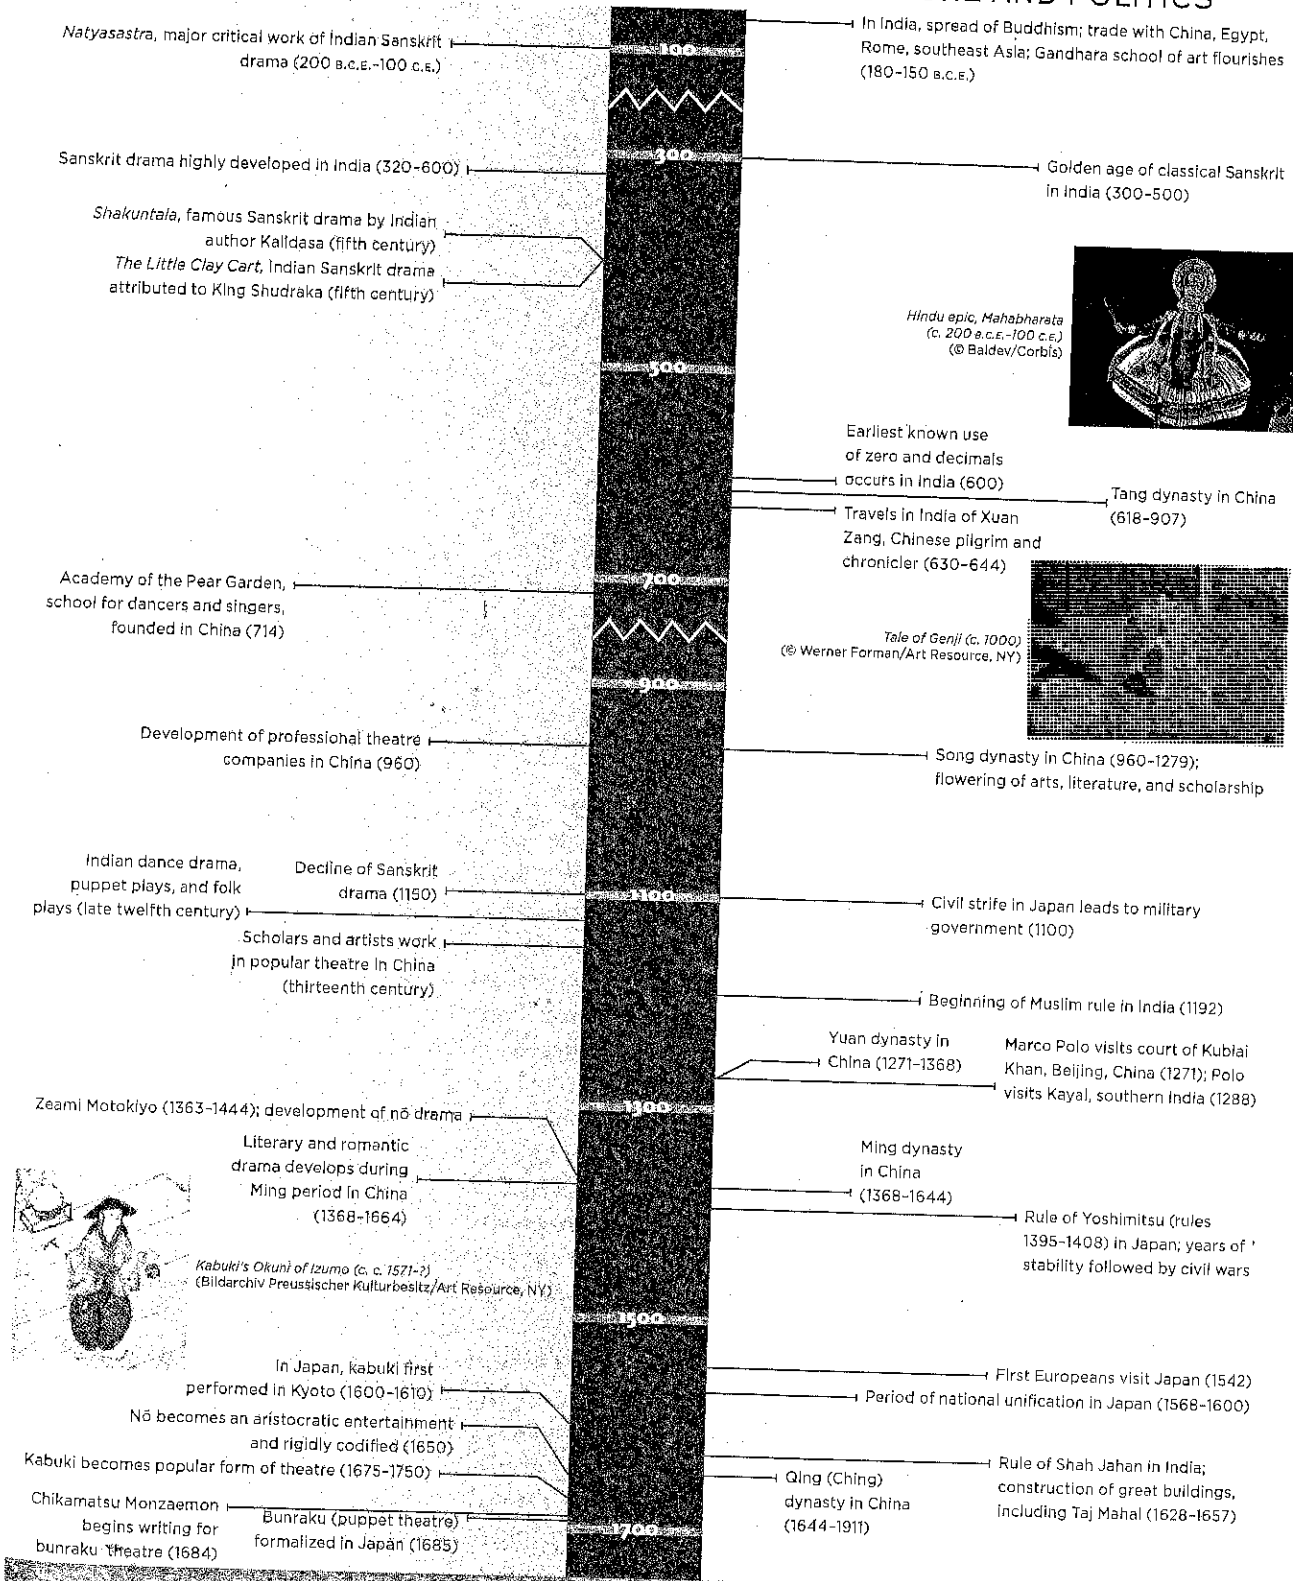 AND POLITICS
Natyasastra, major critical work of Indian Sanskrit
drama (200 B.C.E.-100 C.E.)
100
In India, spread of Buddhism; trade with China, Egypt,
Rome, southeast Asia; Gandhara school of art flourishes
(180-150 B.C.E.)
Sanskrit drama highly developed in India (320-600)
300
Golden age of classical Sanskrit
in India (300-500)
Shakuntala, famous Sanskrit drama by Indian
author Kalidasa (fifth century)
The Little Clay Cart, Indian Sanskrit drama
attributed to King Shudraka (fifth century)
Hindu epic, Mahabharata
(c. 200 B.C.E.-100 C.E.)
(© Baldev/Corbis)
500
Earliest known use
of zero and decimals
occurs in India (600)
Tang dynasty in China
(618-907)
Travels in India of Xuan
Zang, Chinese pilgrim and
chronicler (630-644)
700
Academy of the Pear Garden,
school for dancers and singers,
founded in China (714)
Tale of Genji (c. 1000)
(© Werner Forman/Art Resource, NY)
900
Development of professional theatre
companies in China (960)
Song dynasty in China (960-1279);
flowering of arts, literature, and scholarship
Indian dance drama,
puppet plays, and folk
plays (late twelfth century)
Decline of Sanskrit
drama (1150)
1100
Civil strife in Japan leads to military
government (1100)
Scholars and artists work
in popular theatre in China
(thirteenth century)
Beginning of Muslim rule in India (1192)
Yuan dynasty in
China (1271-1368)
Marco Polo visits court of Kublai
Khan, Beijing, China (1271); Polo
visits Kayal, southern India (1288)
1300
Zeami Motokiyo (1363-1444); development of nō drama
Literary and romantic
drama develops during
Ming period in China
(1368-1664)
Ming dynasty
in China
(1368-1644)
Rule of Yoshimitsu (rules
1395-1408) in Japan; years of
stability followed by civil wars
Kabuki's Okuni of Izumo (c. c. 1571-?)
(Bildarchiv Preussischer Kulturbesitz/Art Resource, NY)
1500
In Japan, kabuki first
performed in Kyoto (1600-1610)
First Europeans visit Japan (1542)
Period of national unification in Japan (1568-1600)
Nō becomes an aristocratic entertainment
and rigidly codified (1650)
Kabuki becomes popular form of theatre (1675-1750)
Rule of Shah Jahan in India;
construction of great buildings,
including Taj Mahal (1628-1657)
Qing (Ching)
dynasty in China
(1644-1911)
Chikamatsu Monzaemon
begins writing for
bunraku theatre (1684)
Bunraku (puppet theatre)
formalized in Japan (1685)
1700